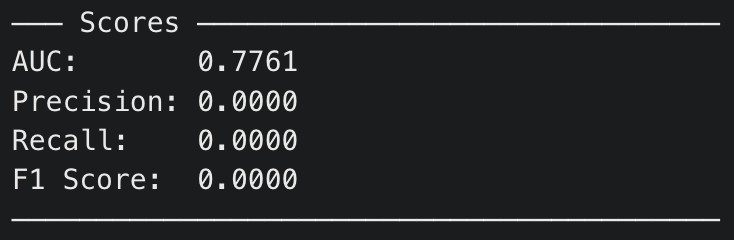 Scores
AUC: 0.7761
Precision: 0.0000
Recall: 0.0000
F1 Score: 0.0000